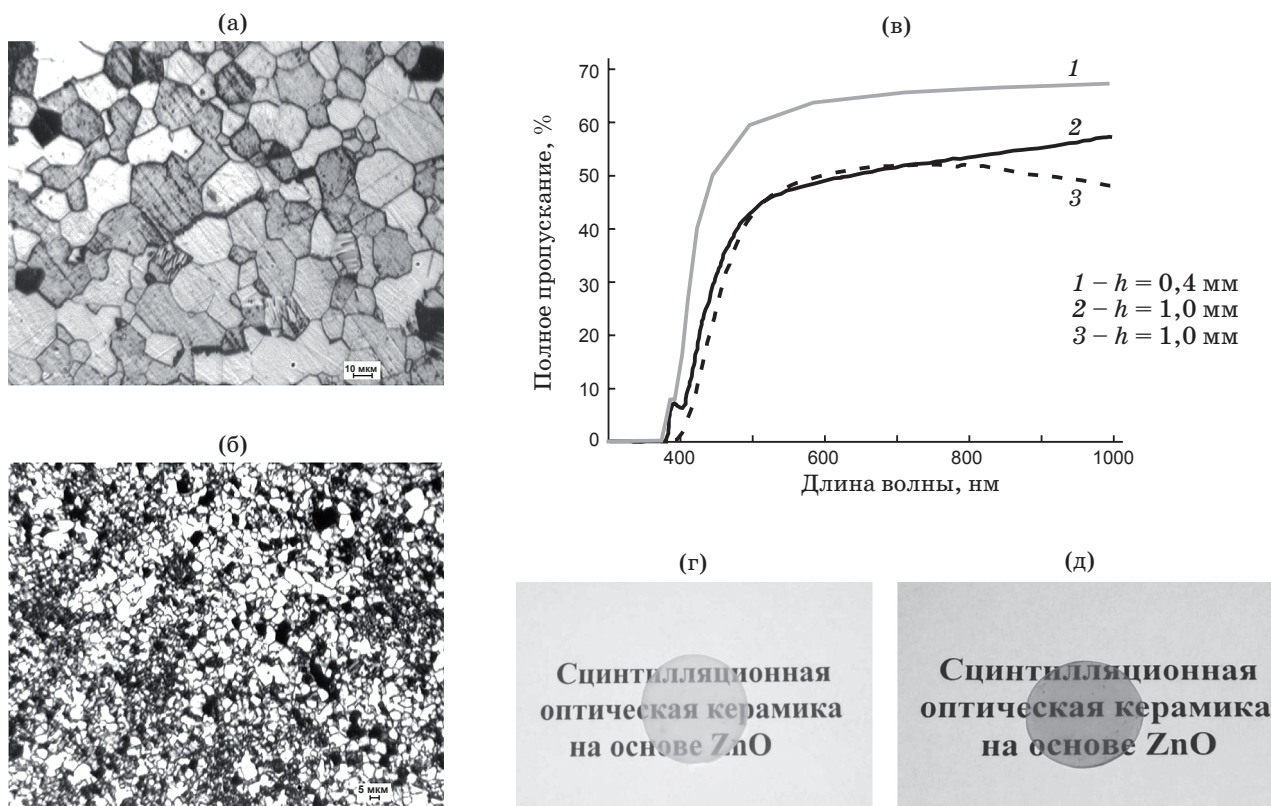 (а)
10 мкм
(б)
5 мкм
(в)
Полное пропускание, %
70
60
50
40
30
20
10
0
400
600
800
1000
Длина волны, нм
1
2
3
1 – h = 0,4 мм
2 – h = 1,0 мм
3 – h = 1,0 мм
(г)
Сцинтилляционная
оптическая керамика
на основе ZnO
(д)
Сцинтилляционная
оптическая керамика
на основе ZnO